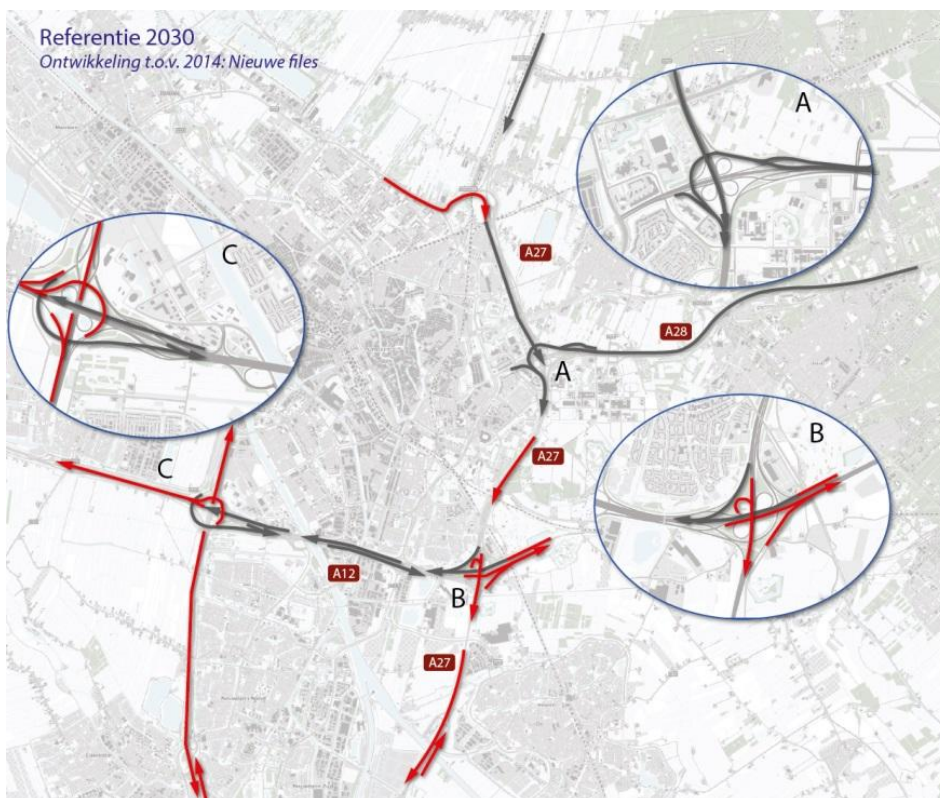 Referentie 2030
Ontwikkeling t.o.v. 2014: Nieuwe files
A
C
A27
A28
A
A27
B
C
A12
B
A27